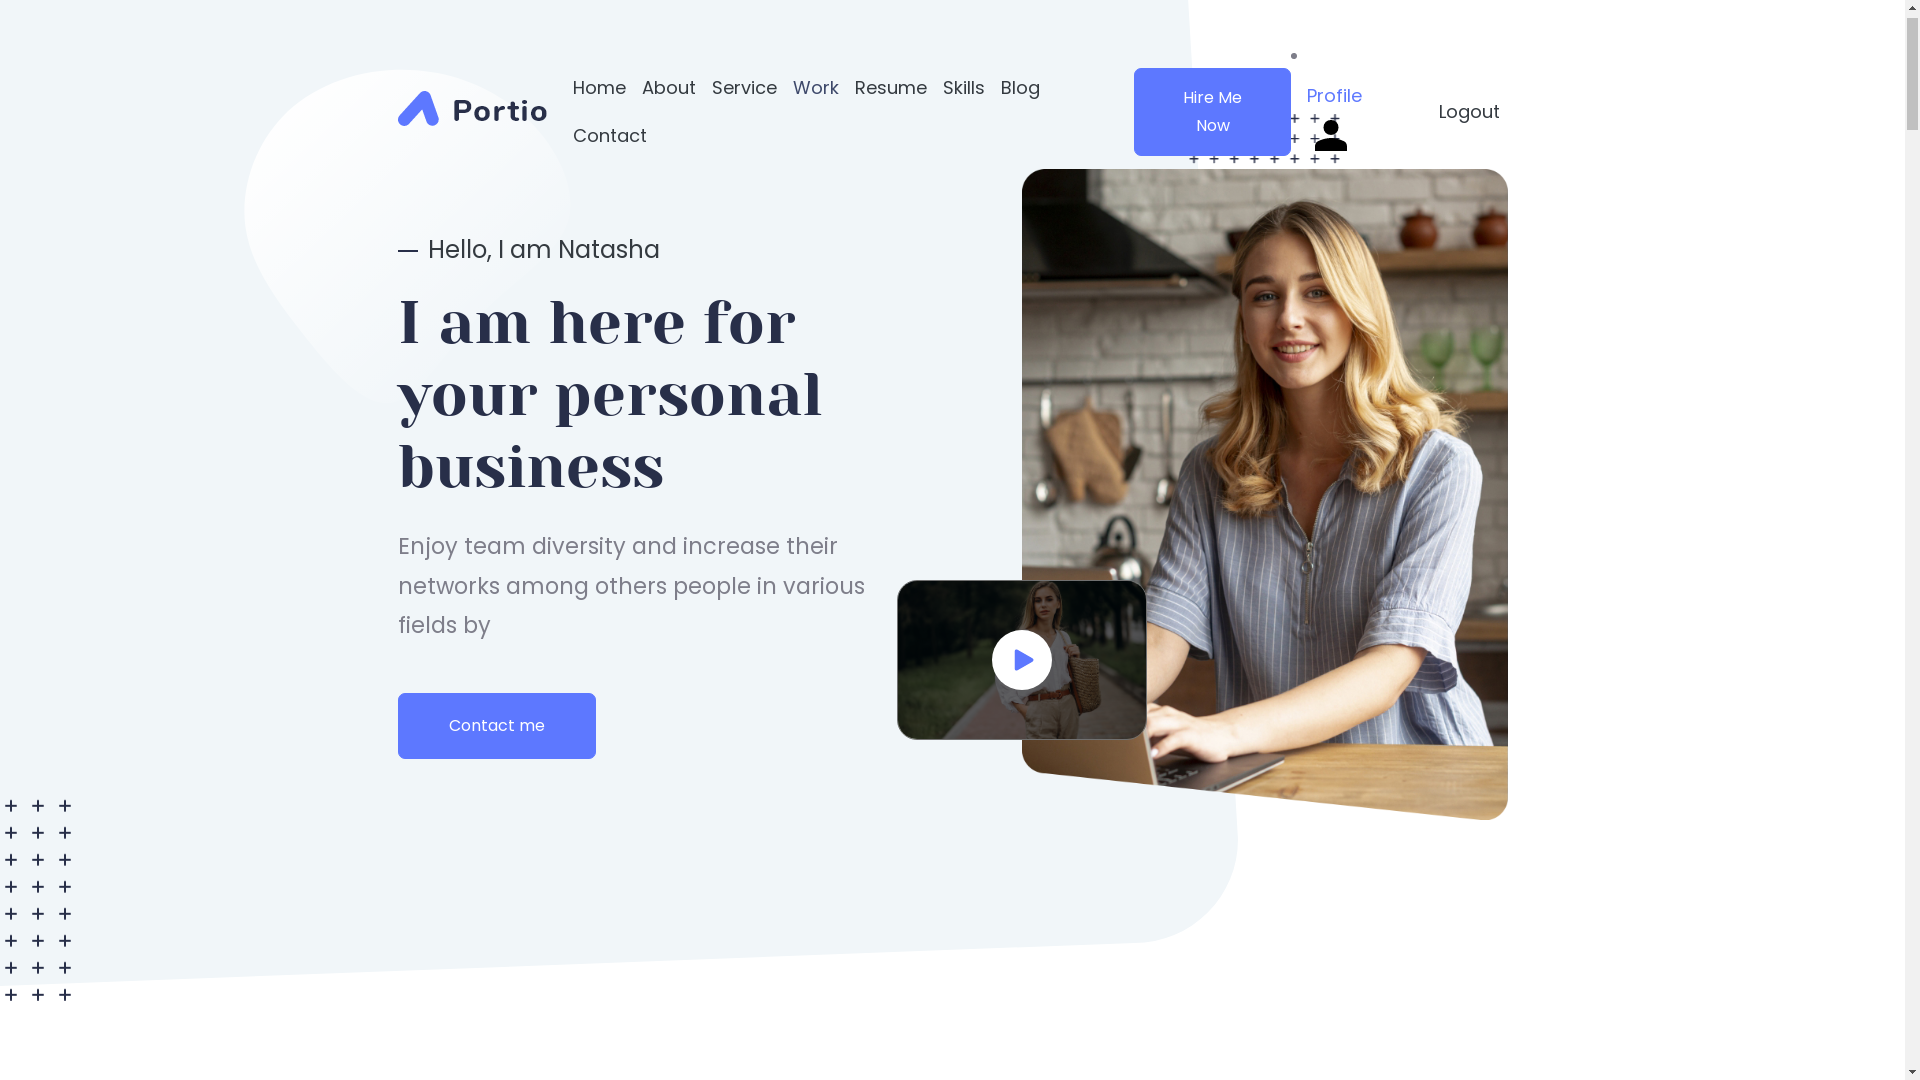 Portio
Home About Service Work Resume Skills Blog
Contact
Hire Me
Now
Profile
Logout
Hello, I am Natasha
I am here for
your personal
business
Enjoy team diversity and increase their
networks among others people in various
fields by
Contact me